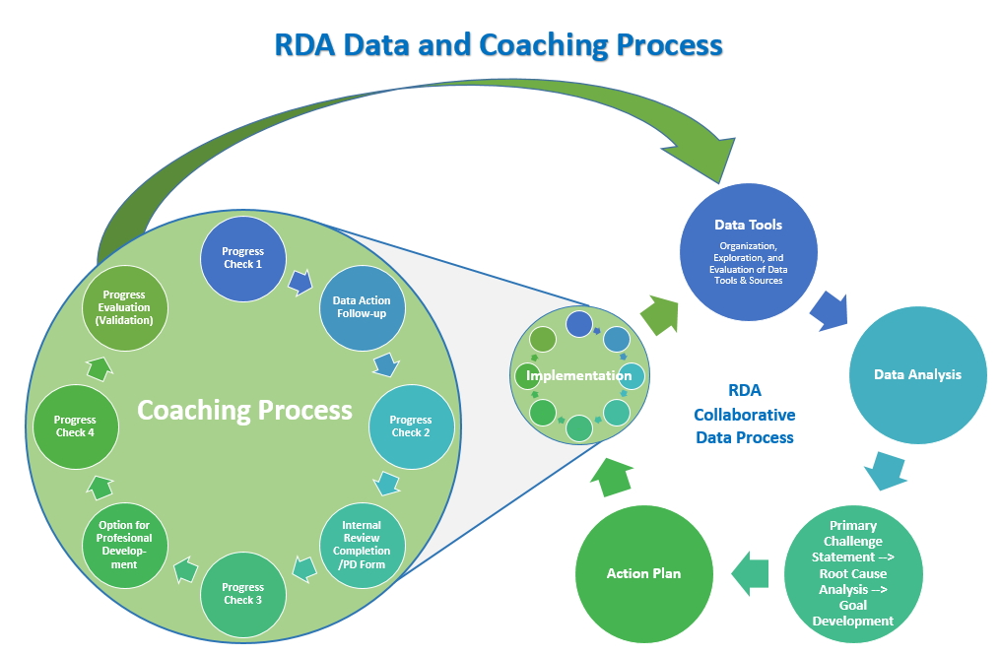 RDA Data and Coaching Process
Progress
Check 1
Data Action
Follow-up
Progress
Check 2
Internal
Review
Completion
/PD Form
Progress
Check 3
Option for
Profesional
Develop-
ment
Progress
Check 4
Progress
Evaluation
(Validation)
Coaching Process
Implementation
Data Tools
Organization,
Exploration, and
Evaluation of Data
Tools & Sources
Data Analysis
Primary
Challenge
Statement -->
Root Cause
Analysis -->
Goal
Development
Action Plan
RDA
Collaborative
Data Process